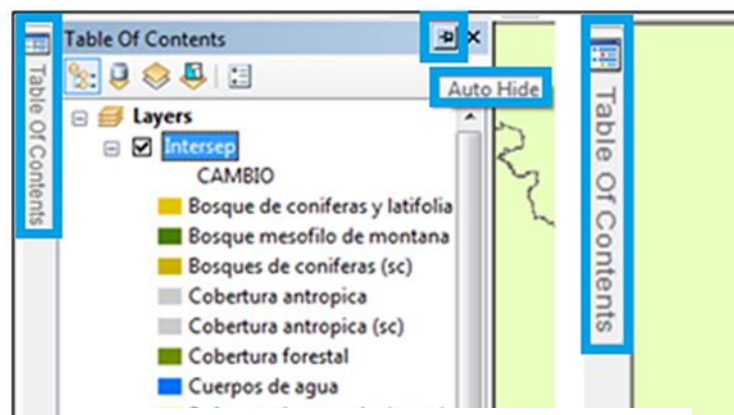 Table Of Contents
Table Of Contents
Auto Hide
Layers
Intersep
CAMBIO
Bosque de coniferas y latifolia
Bosque mesofilo de montana
Bosques de coniferas (sc)
Cobertura antropica
Cobertura antropica (sc)
Cobertura forestal
Cuerpos de agua
Table Of Contents